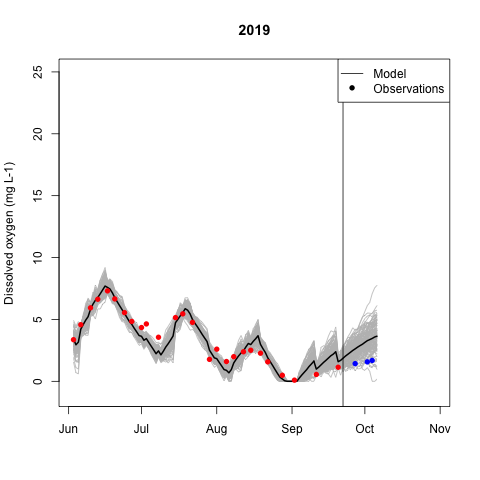 2019
Model
Observations
Dissolved oxygen (mg L-1)
25
20
15
10
5
0
Jun Jul Aug Sep Oct Nov